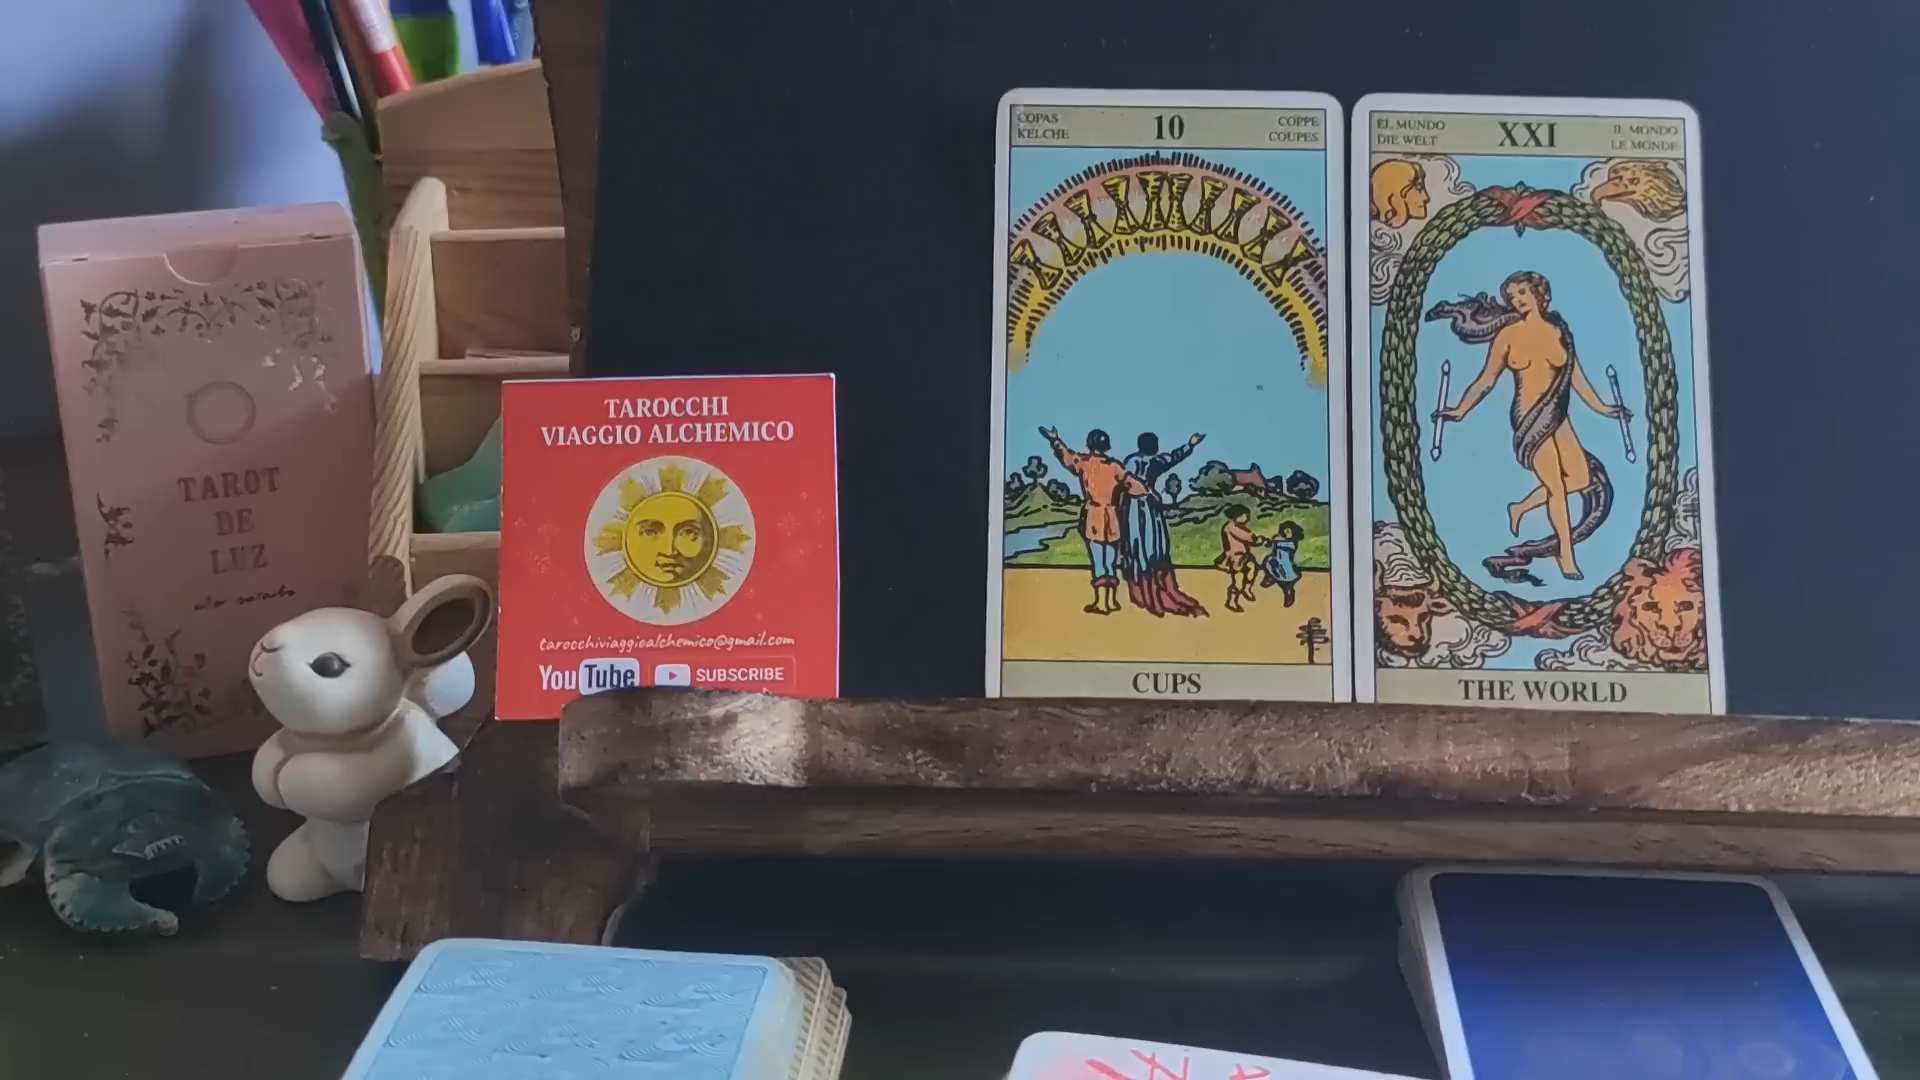 TAROT
DE
LUZ
TAROCCHI
VIAGGIO ALCHEMICO
tarocchiviaggioalchemico@gmail.com
YouTube
SUBSCRIBE
COPAS
KELCHE
10
COPPE
COUPES
CUPS
EL MUNDO
DIE WELT
XXI
IL MONDO
LE MONDE
THE WORLD